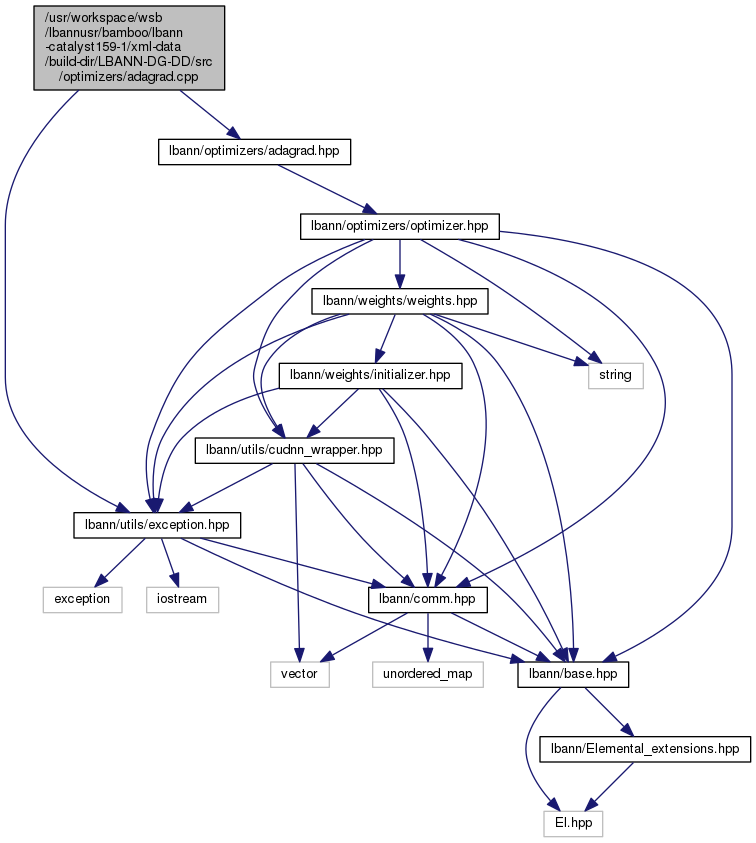 /usr/workspace/wsb
/lbannusr/bamboo/lbann
-catalyst159-1/xml-data
/build-dir/LBANN-DG-DD/src
/optimizers/adagrad.cpp
lbann/optimizers/adagrad.hpp
lbann/optimizers/optimizer.hpp
lbann/weights/weights.hpp
lbann/weights/initializer.hpp
string
lbann/utils/cudnn_wrapper.hpp
lbann/utils/exception.hpp
exception
iostream
lbann/comm.hpp
vector
unordered_map
lbann/base.hpp
lbann/Elemental_extensions.hpp
El.hpp